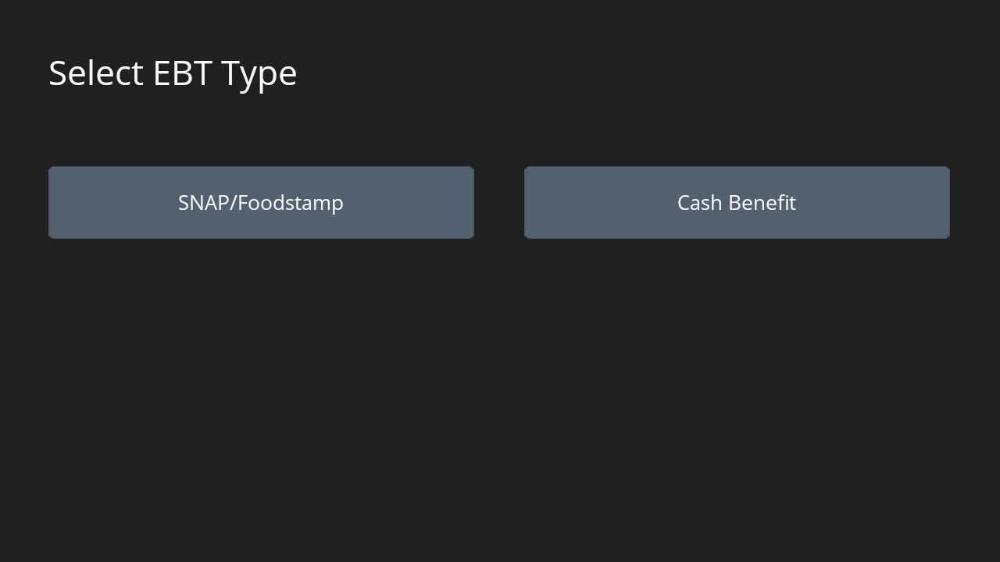 Select EBT Type
SNAP/Foodstamp
Cash Benefit